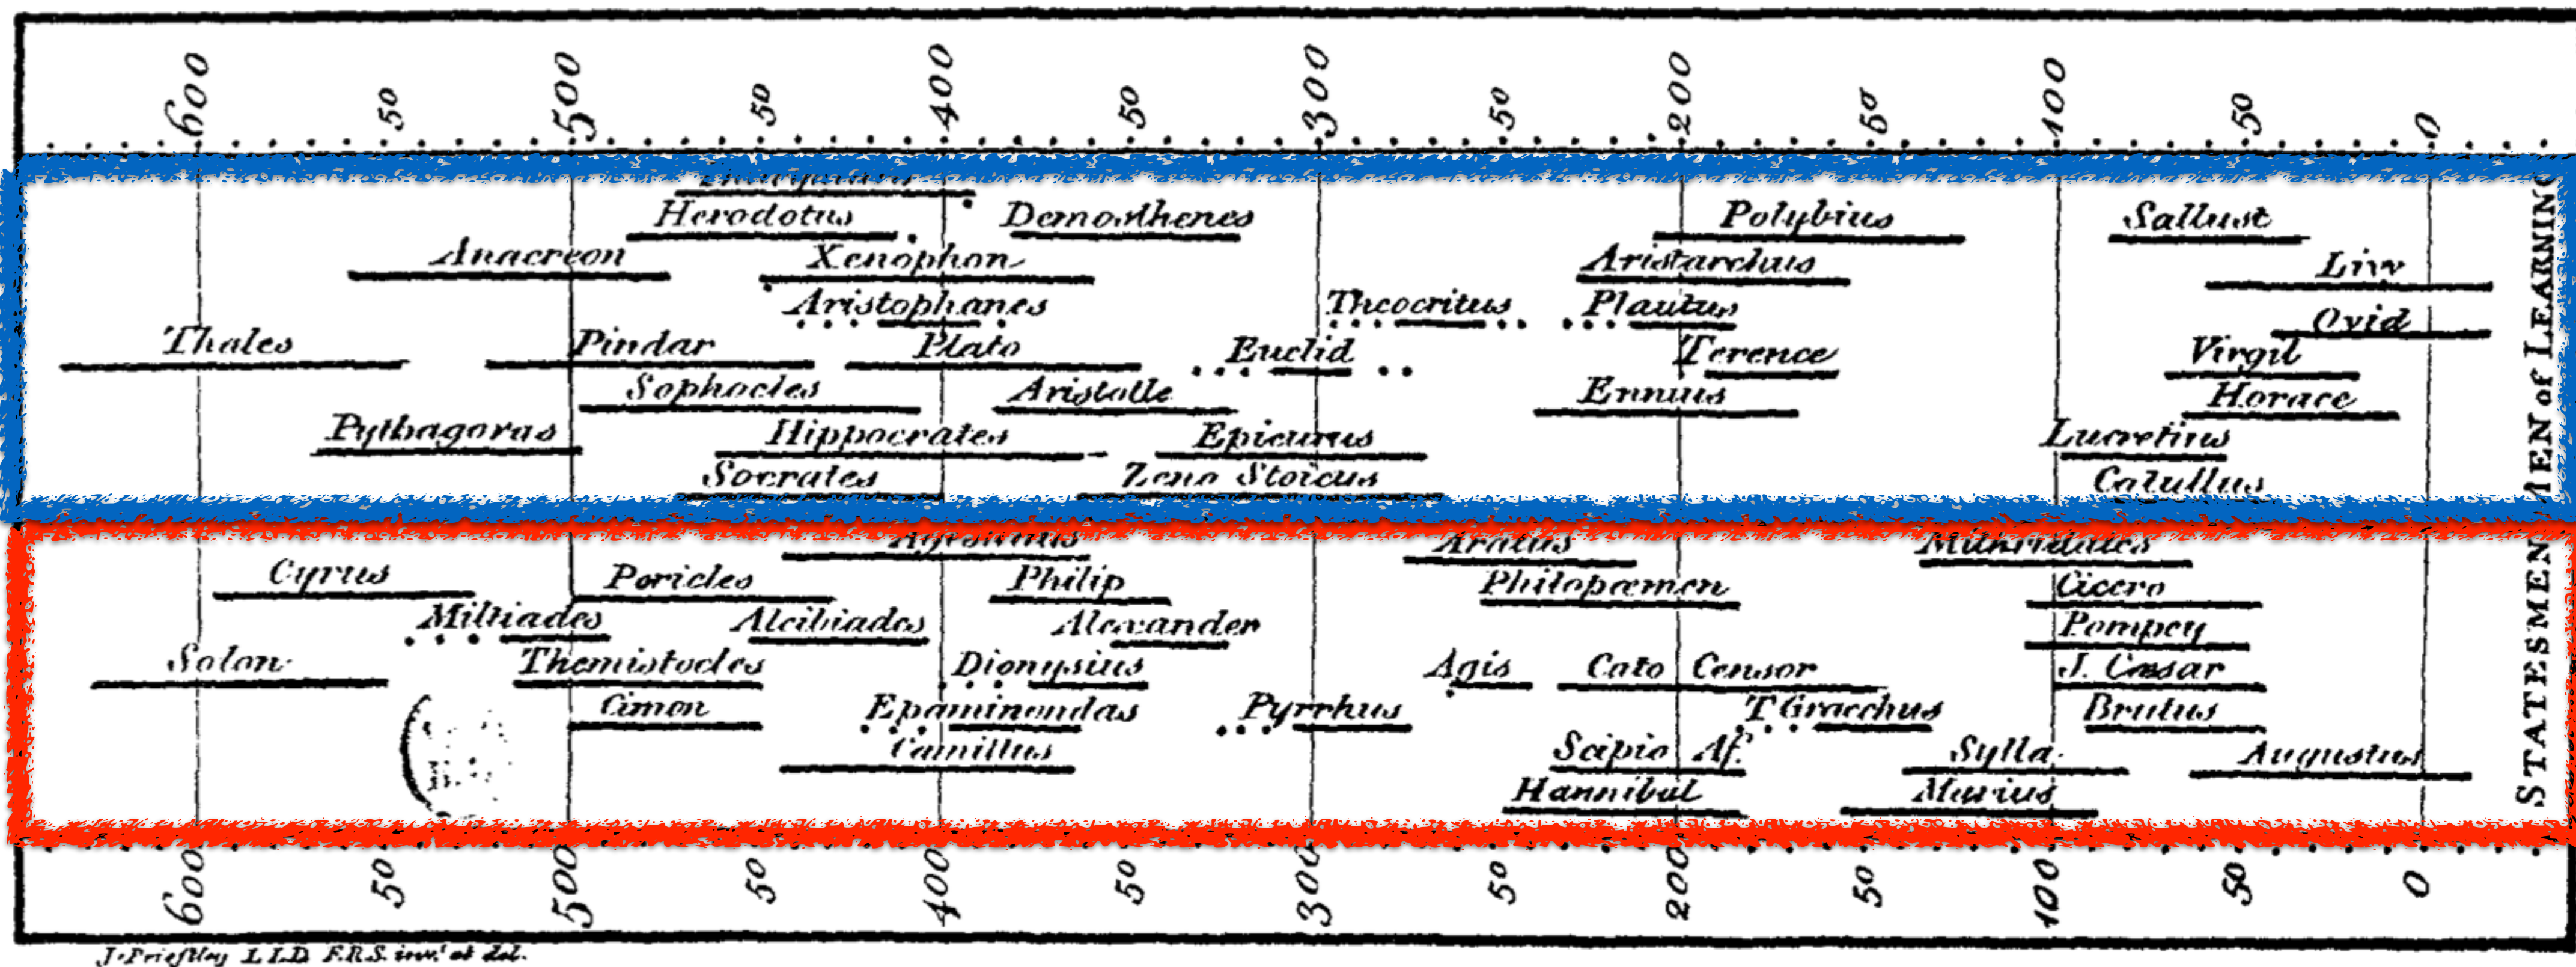 600 50 500 50 400 50 300 50 200 50 100 50 0
Herodotus Demosthenes Polybius Sallust
Anacreon Xenophon Aristarchus Livy
Aristophanes Theocritus Plautus Ovid
Thales Pindar Plato Euclid Terence Virgil
Sophocles Aristotle Ennius Horace
Pythagoras Hippocrates Epicurus Lucretius
Socrates Zeno Stoicus Catullus
MEN of LEARNING
Aratus Mithridates
Cyrus Pericles Philip Philopœmen Cicero
Miltiades Alcibiades Alexander Pompey
Solon Themistocles Dionysius Agis Cato Censor J. Cæsar
Cimon Epaminondas Pyrrhus T Gracchus Brutus
Camillus Scipio Af. Sylla Augustus
Hannibal Marius
STATESMEN
600 50 500 50 400 50 300 50 200 50 100 50 0
J. Priestley L.L.D. F.R.S. inv.t et del.